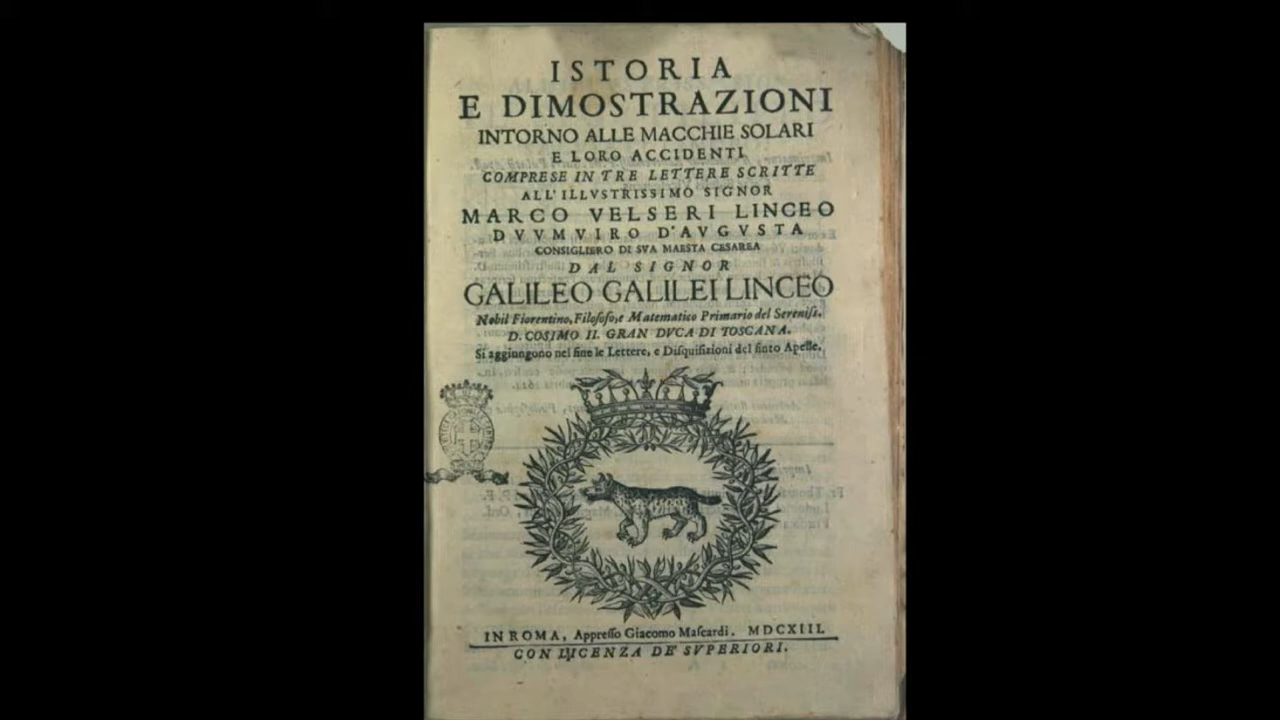 ISTORIA
E DIMOSTRAZIONI
INTORNO ALLE MACCHIE SOLARI
E LORO ACCIDENTI
COMPRESE IN TRE LETTERE SCRITTE
ALL'ILLVSTRISSIMO SIGNOR
MARCO VELSERI LINCEO
DVVMVIRO D'AVGVSTA
CONSIGLIERO DI SVA MAESTA CESAREA
DAL SIGNOR
GALILEO GALILEI LINCEO
Nobil Fiorentino, Filosofo, e Matematico Primario del Sereniſs.
D. COSIMO II. GRAN DVCA DI TOSCANA.
Si aggiungono nel fine le Lettere, e Diſquiſizioni del finto Apelle.
IN ROMA, Appreſſo Giacomo Maſcardi. MDCXIII.
CON LICENZA DE' SVPERIORI.